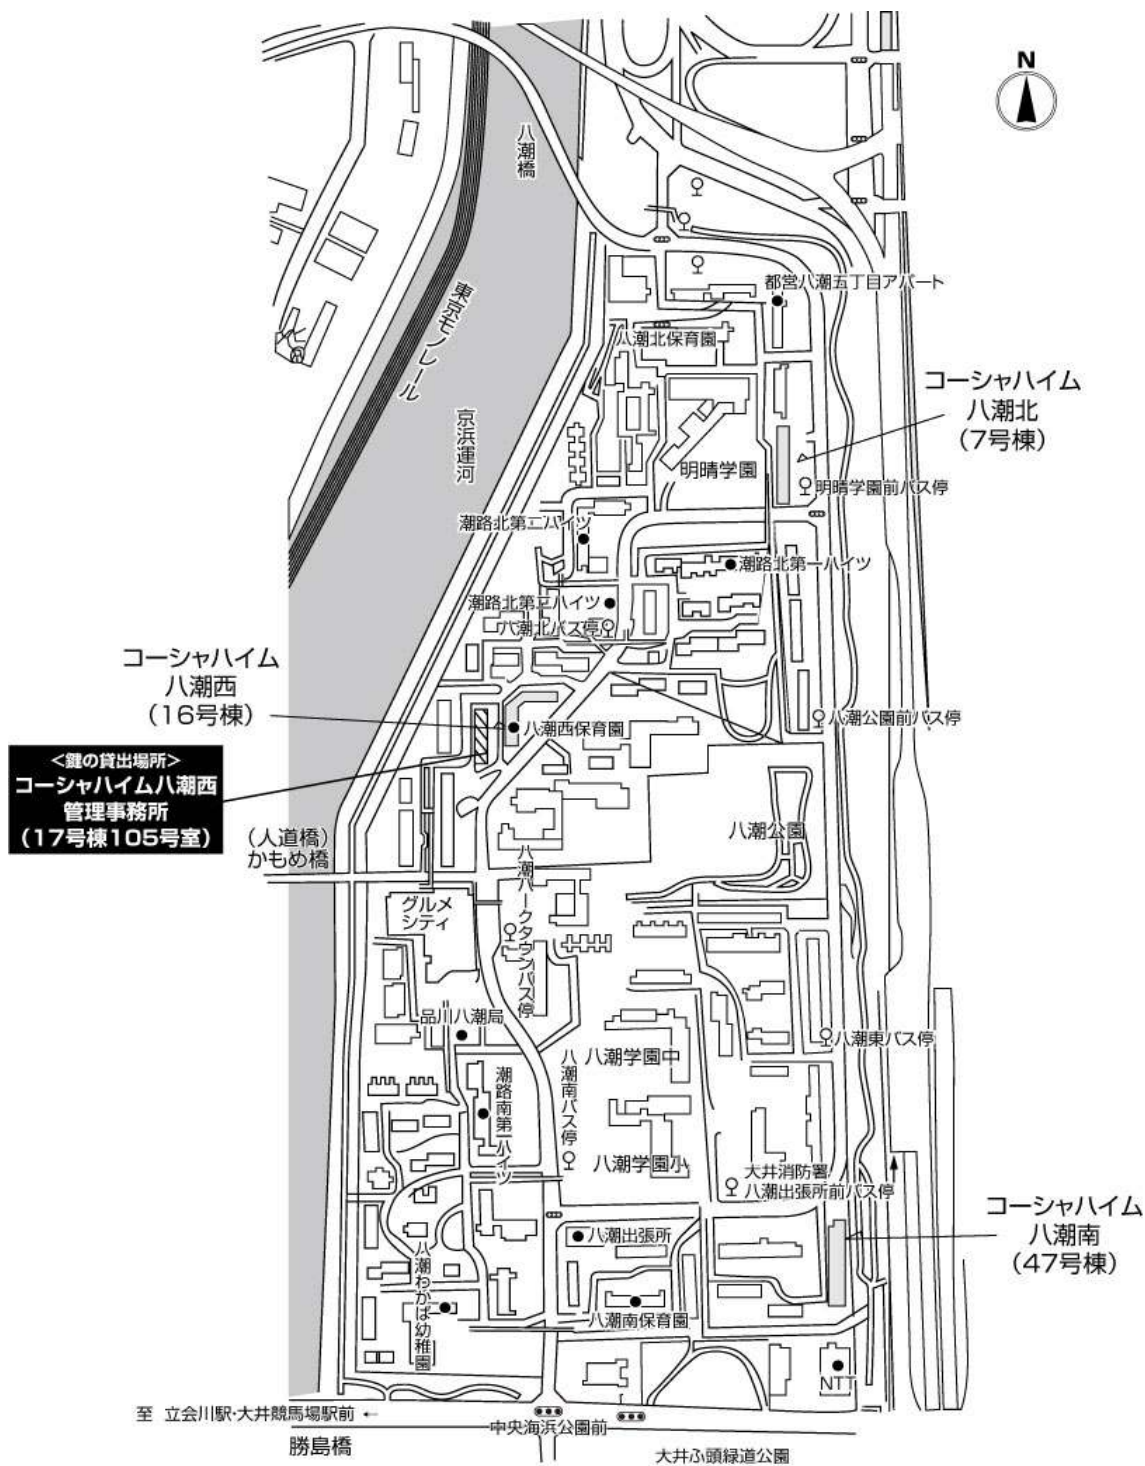 N
八潮橋
都営八潮五丁目アパート
東京モノレール
八潮北保育園
コーシャハイム
八潮北
(7号棟)
京浜運河
明晴学園
明晴学園前バス停
潮路北第二ハイツ
潮路北第一ハイツ
潮路北第三ハイツ
八潮北バス停
コーシャハイム
八潮西
(16号棟)
八潮公園前バス停
八潮西保育園
<鍵の貸出場所>
コーシャハイム八潮西
管理事務所
(17号棟105号室)
八潮公園
(人道橋)
かもめ橋
八潮パークタウンバス停
グルメ
シティ
品川八潮局
八潮東バス停
八潮学園中
八潮南バス停
潮路南第一ハイツ
八潮学園小
大井消防署
八潮出張所前バス停
コーシャハイム
八潮南
(47号棟)
八潮出張所
八潮わかば幼稚園
八潮南保育園
NTT
至 立会川駅・大井競馬場駅前 ←
中央海浜公園前
勝島橋
大井ふ頭緑道公園